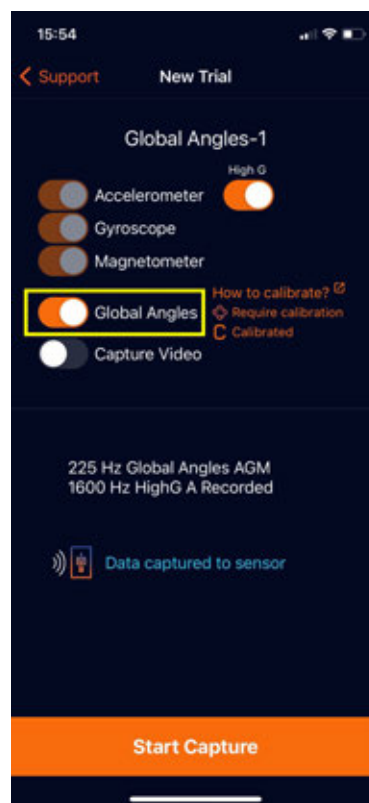 15:54
Support New Trial
Global Angles-1
High G
Accelerometer
Gyroscope
Magnetometer
How to calibrate?
Global Angles Require calibration
Calibrated
Capture Video
225 Hz Global Angles AGM
1600 Hz HighG A Recorded
Data captured to sensor
Start Capture